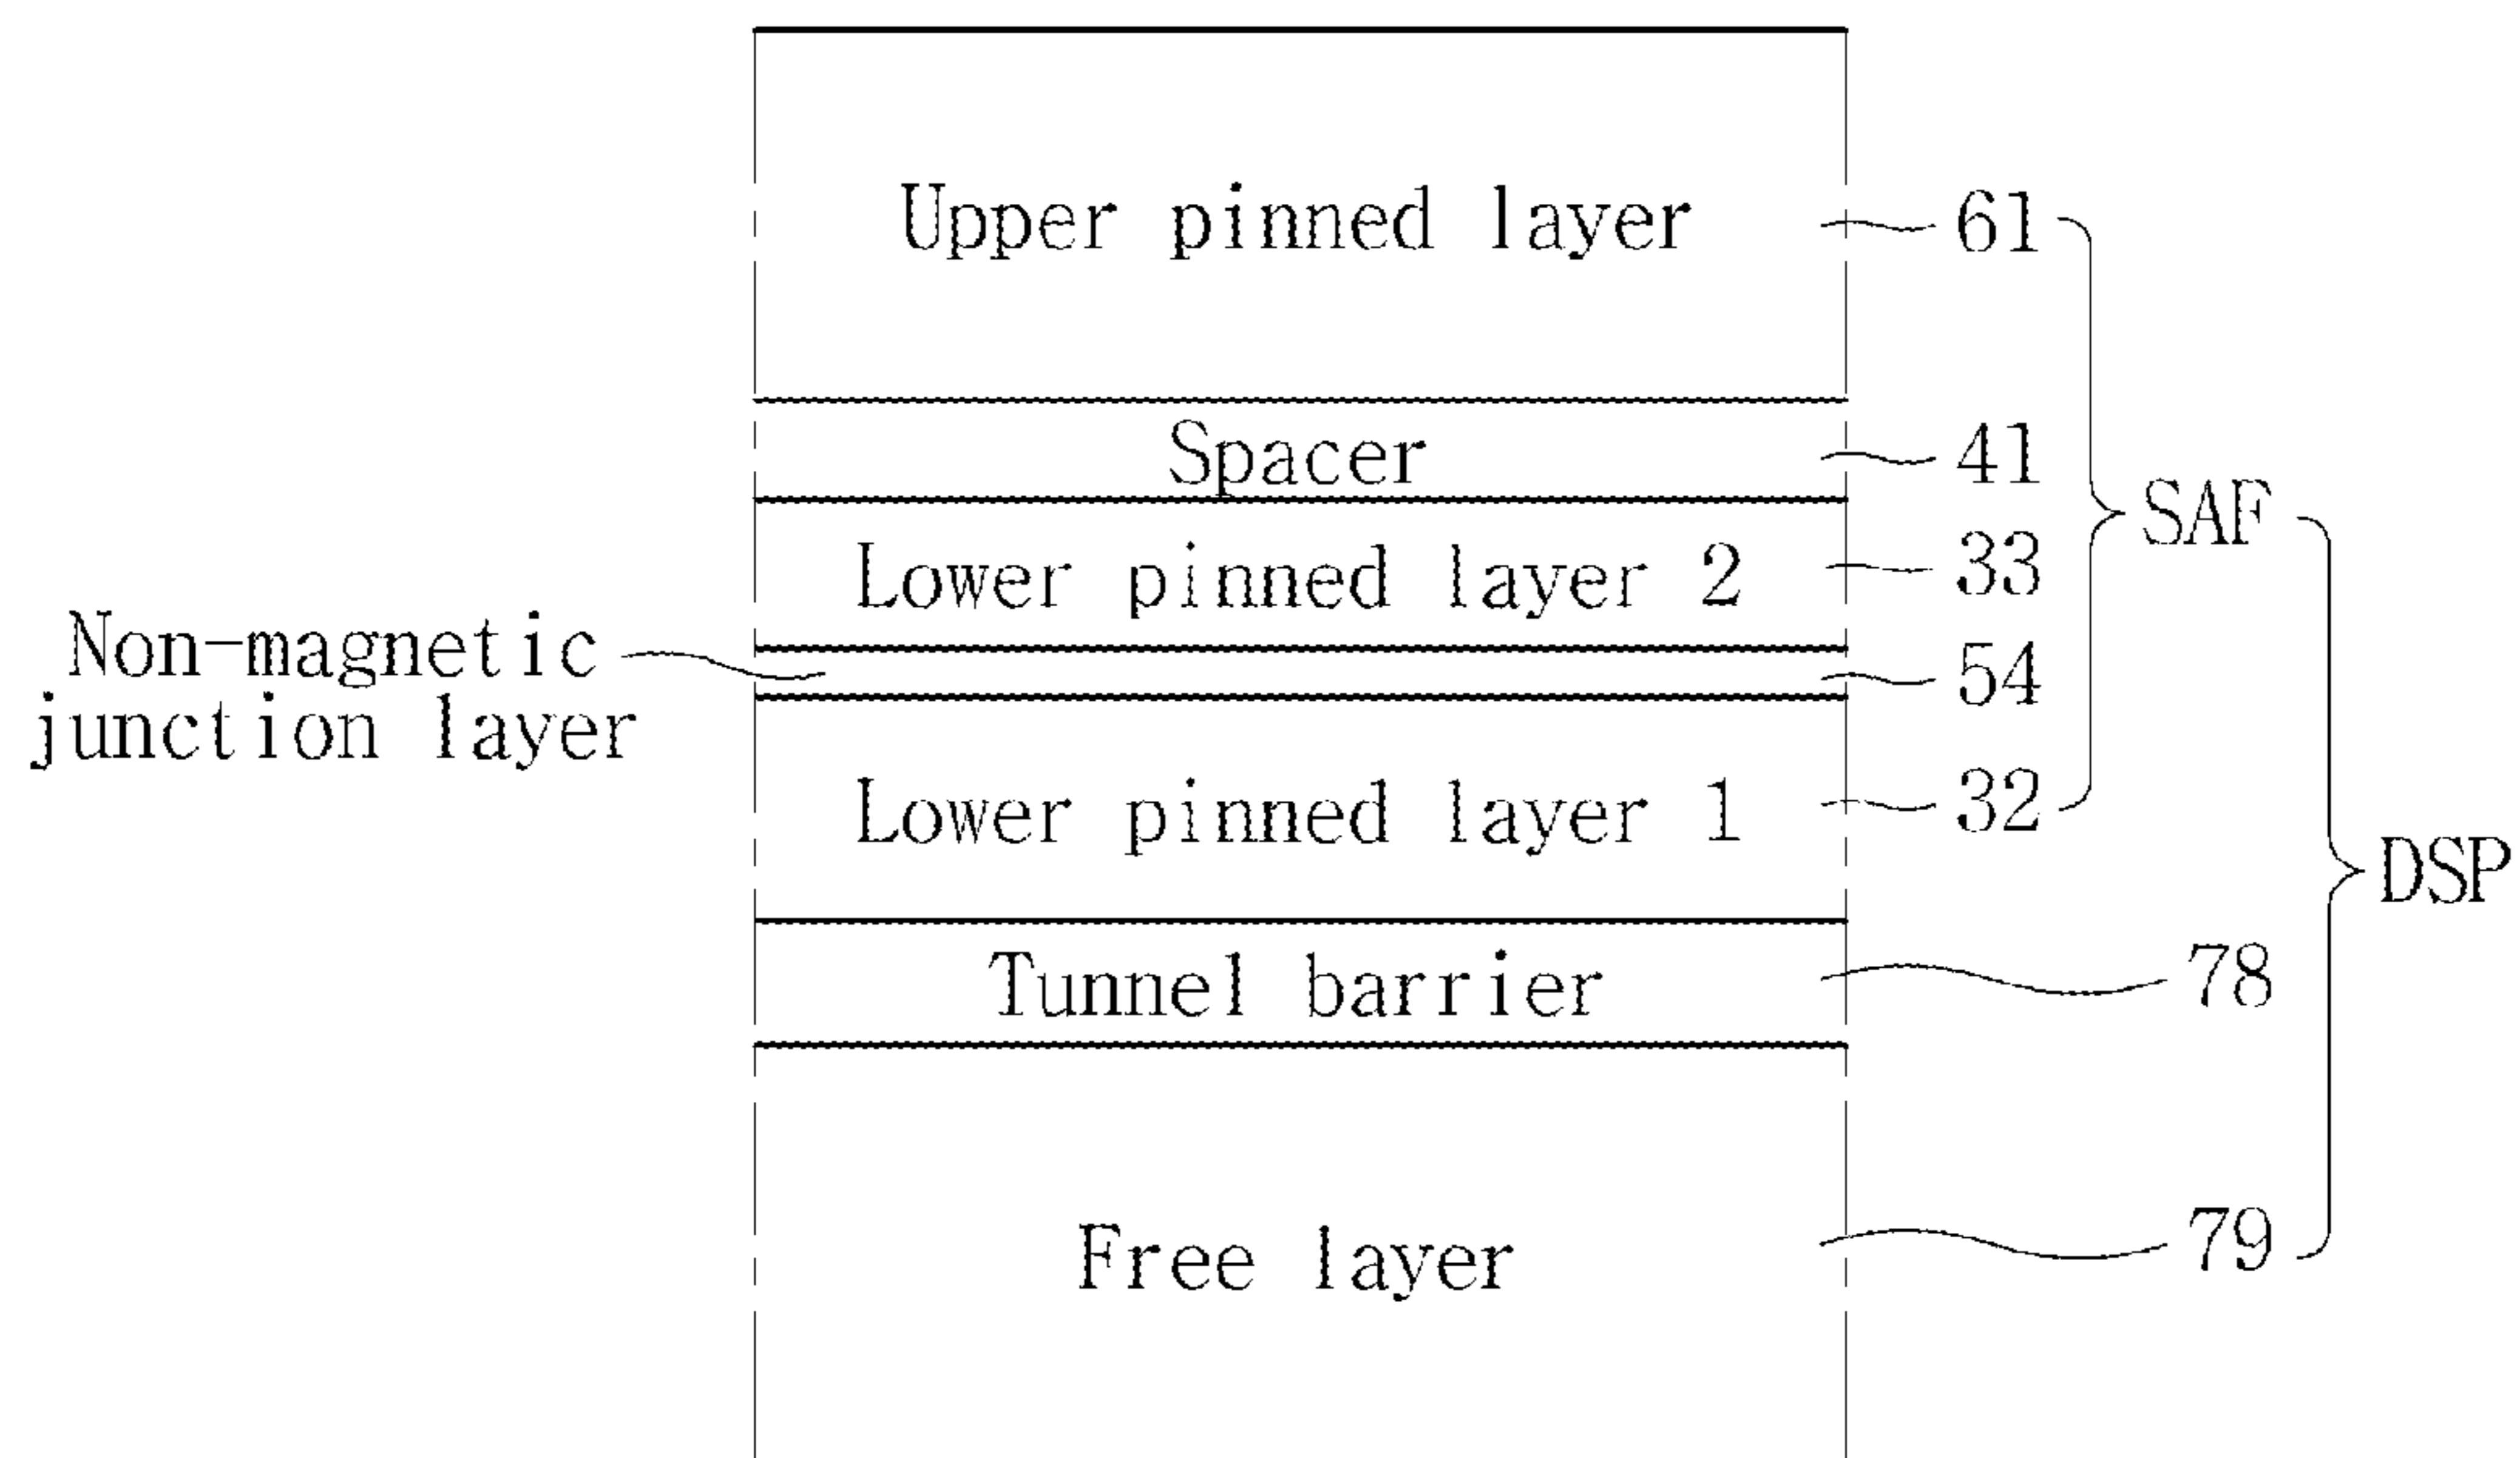 Upper pinned layer 61
Spacer 41
SAF
Lower pinned layer 2 33
Non-magnetic
junction layer
54
Lower pinned layer 1 32
DSP
Tunnel barrier 78
Free layer 79